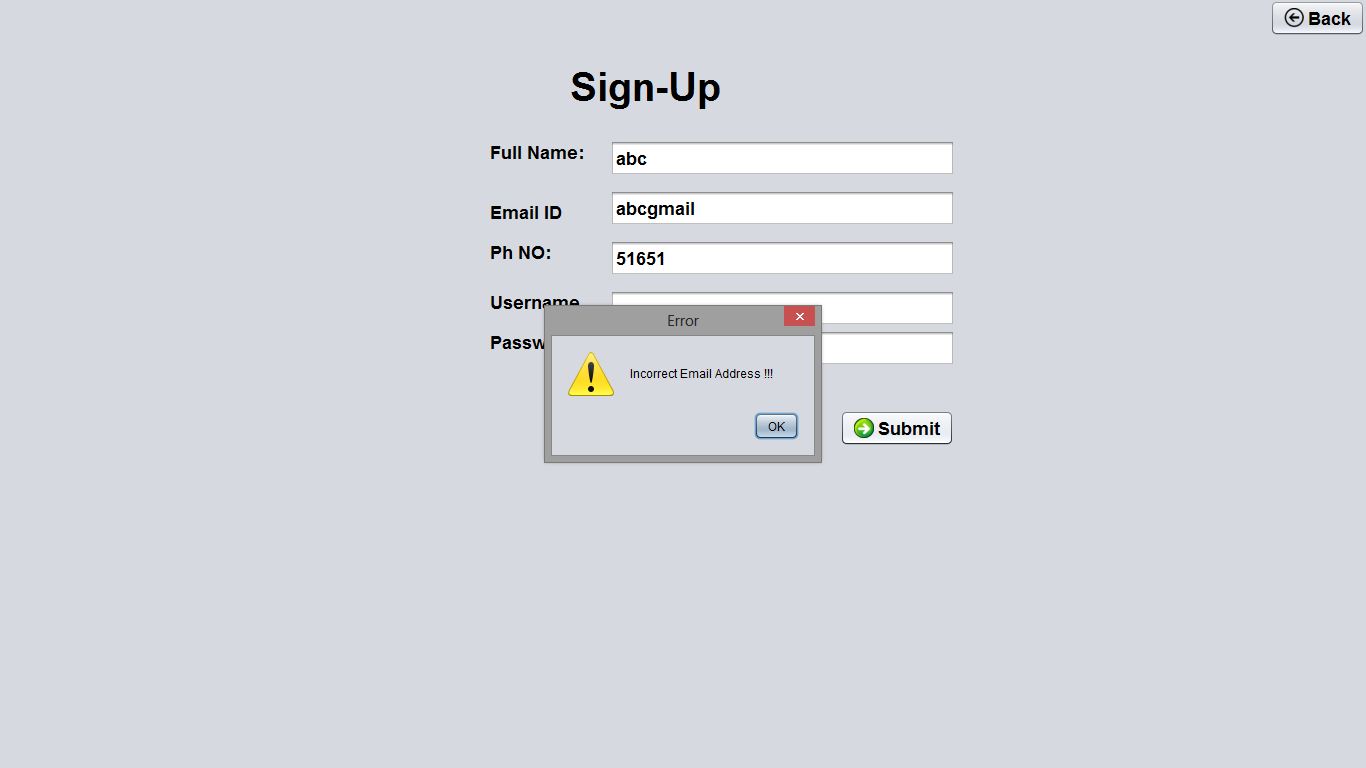 Back
Sign-Up
Full Name: abc
Email ID abcgmail
Ph NO: 51651
Username
Error
Passw
Incorrect Email Address !!!
OK
Submit